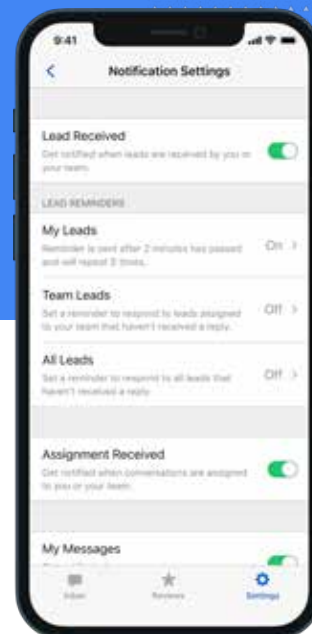 9:41
Notification Settings
Lead Received
Get notified when leads are received by you or
your team.
LEAD REMINDERS
My Leads
On
Reminder is sent after 2 minutes has passed
and will repeat 3 times.
Team Leads
Off
Set a reminder to respond to leads assigned
to your team that haven't received a reply.
All Leads
Off
Set a reminder to respond to all leads that
haven't received a reply.
Assignment Received
Get notified when conversations are assigned
to you or your team.
My Messages
Inbox
Reviews
Settings